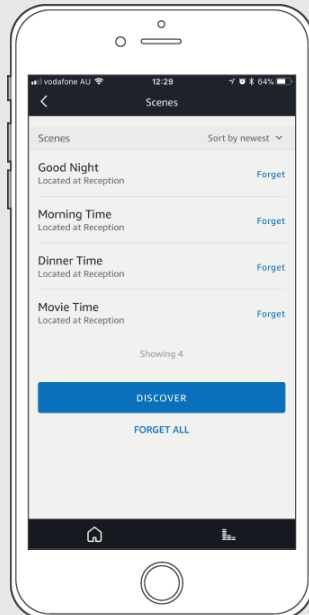 vodafone AU 12:29 64%
Scenes
Scenes Sort by newest
Good Night
Located at Reception
Forget
Morning Time
Located at Reception
Forget
Dinner Time
Located at Reception
Forget
Movie Time
Located at Reception
Forget
Showing 4
DISCOVER
FORGET ALL